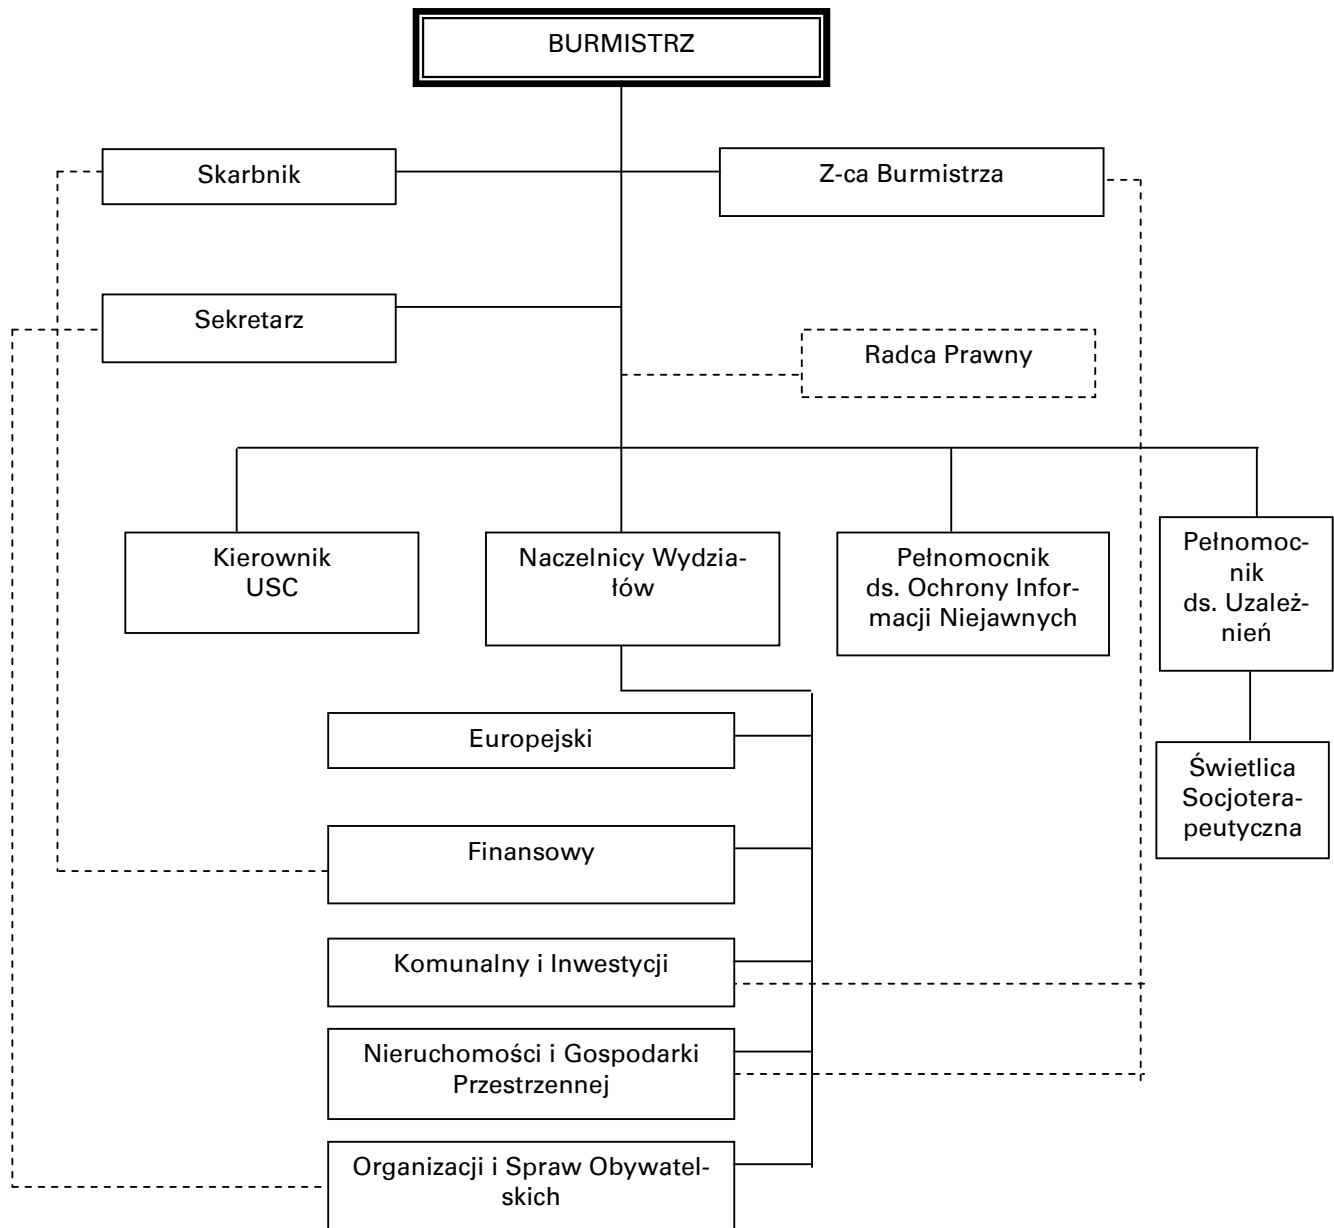 BURMISTRZ
Skarbnik
Z-ca Burmistrza
Sekretarz
Radca Prawny
Kierownik
USC
Naczelnicy Wydzia-
łów
Pełnomocnik
ds. Ochrony Infor-
macji Niejawnych
Pełnomoc-
nik
ds. Uzależ-
nień
Europejski
Świetlica
Socjotera-
peutyczna
Finansowy
Komunalny i Inwestycji
Nieruchomości i Gospodarki
Przestrzennej
Organizacji i Spraw Obywatel-
skich